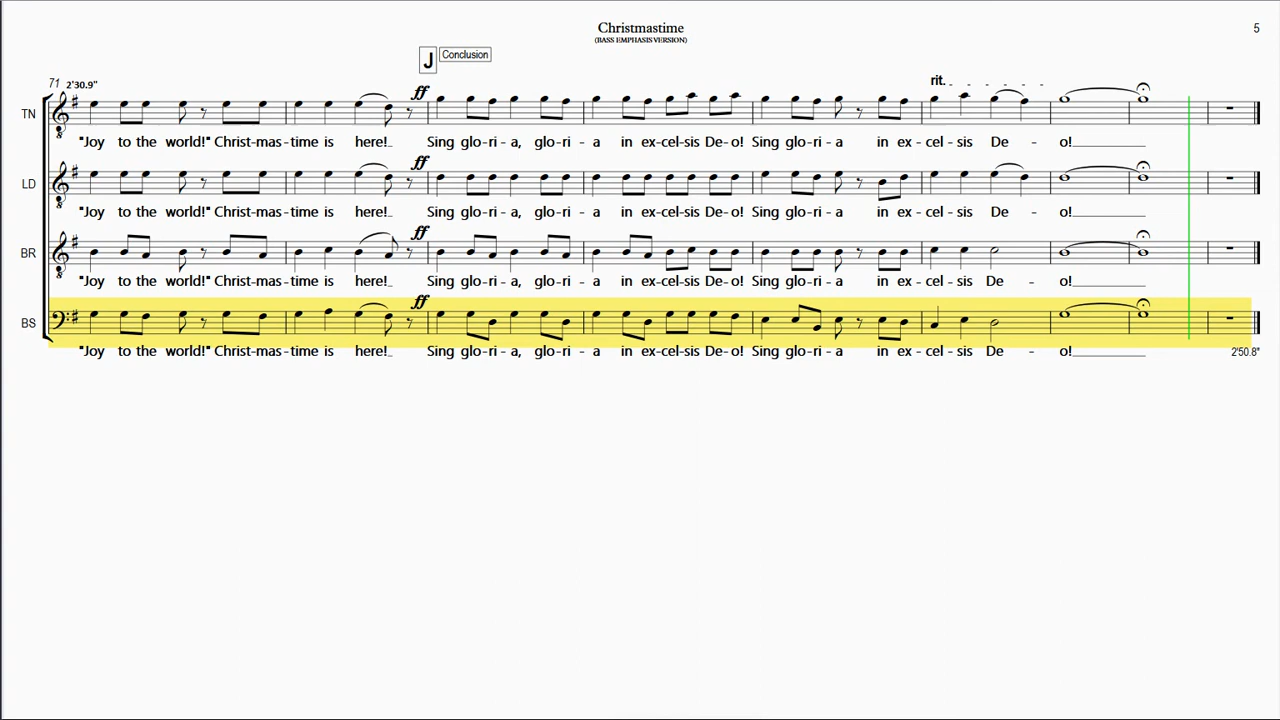 Christmastime
(BASS EMPHASIS VERSION)
5
J Conclusion
71 2'30.9"
ff
rit.
TN
"Joy to the world!" Christ-mas-time is here!_ Sing glo-ri-a, glo-ri-a in ex-cel-sis De-o! Sing glo-ri-a in ex-cel-sis De-o!
ff
LD
"Joy to the world!" Christ-mas-time is here!_ Sing glo-ri-a, glo-ri-a in ex-cel-sis De-o! Sing glo-ri-a in ex-cel-sis De-o!
ff
BR
"Joy to the world!" Christ-mas-time is here!_ Sing glo-ri-a, glo-ri-a in ex-cel-sis De-o! Sing glo-ri-a in ex-cel-sis De-o!
ff
BS
"Joy to the world!" Christ-mas-time is here!_ Sing glo-ri-a, glo-ri-a in ex-cel-sis De-o! Sing glo-ri-a in ex-cel-sis De-o!
2'50.8"